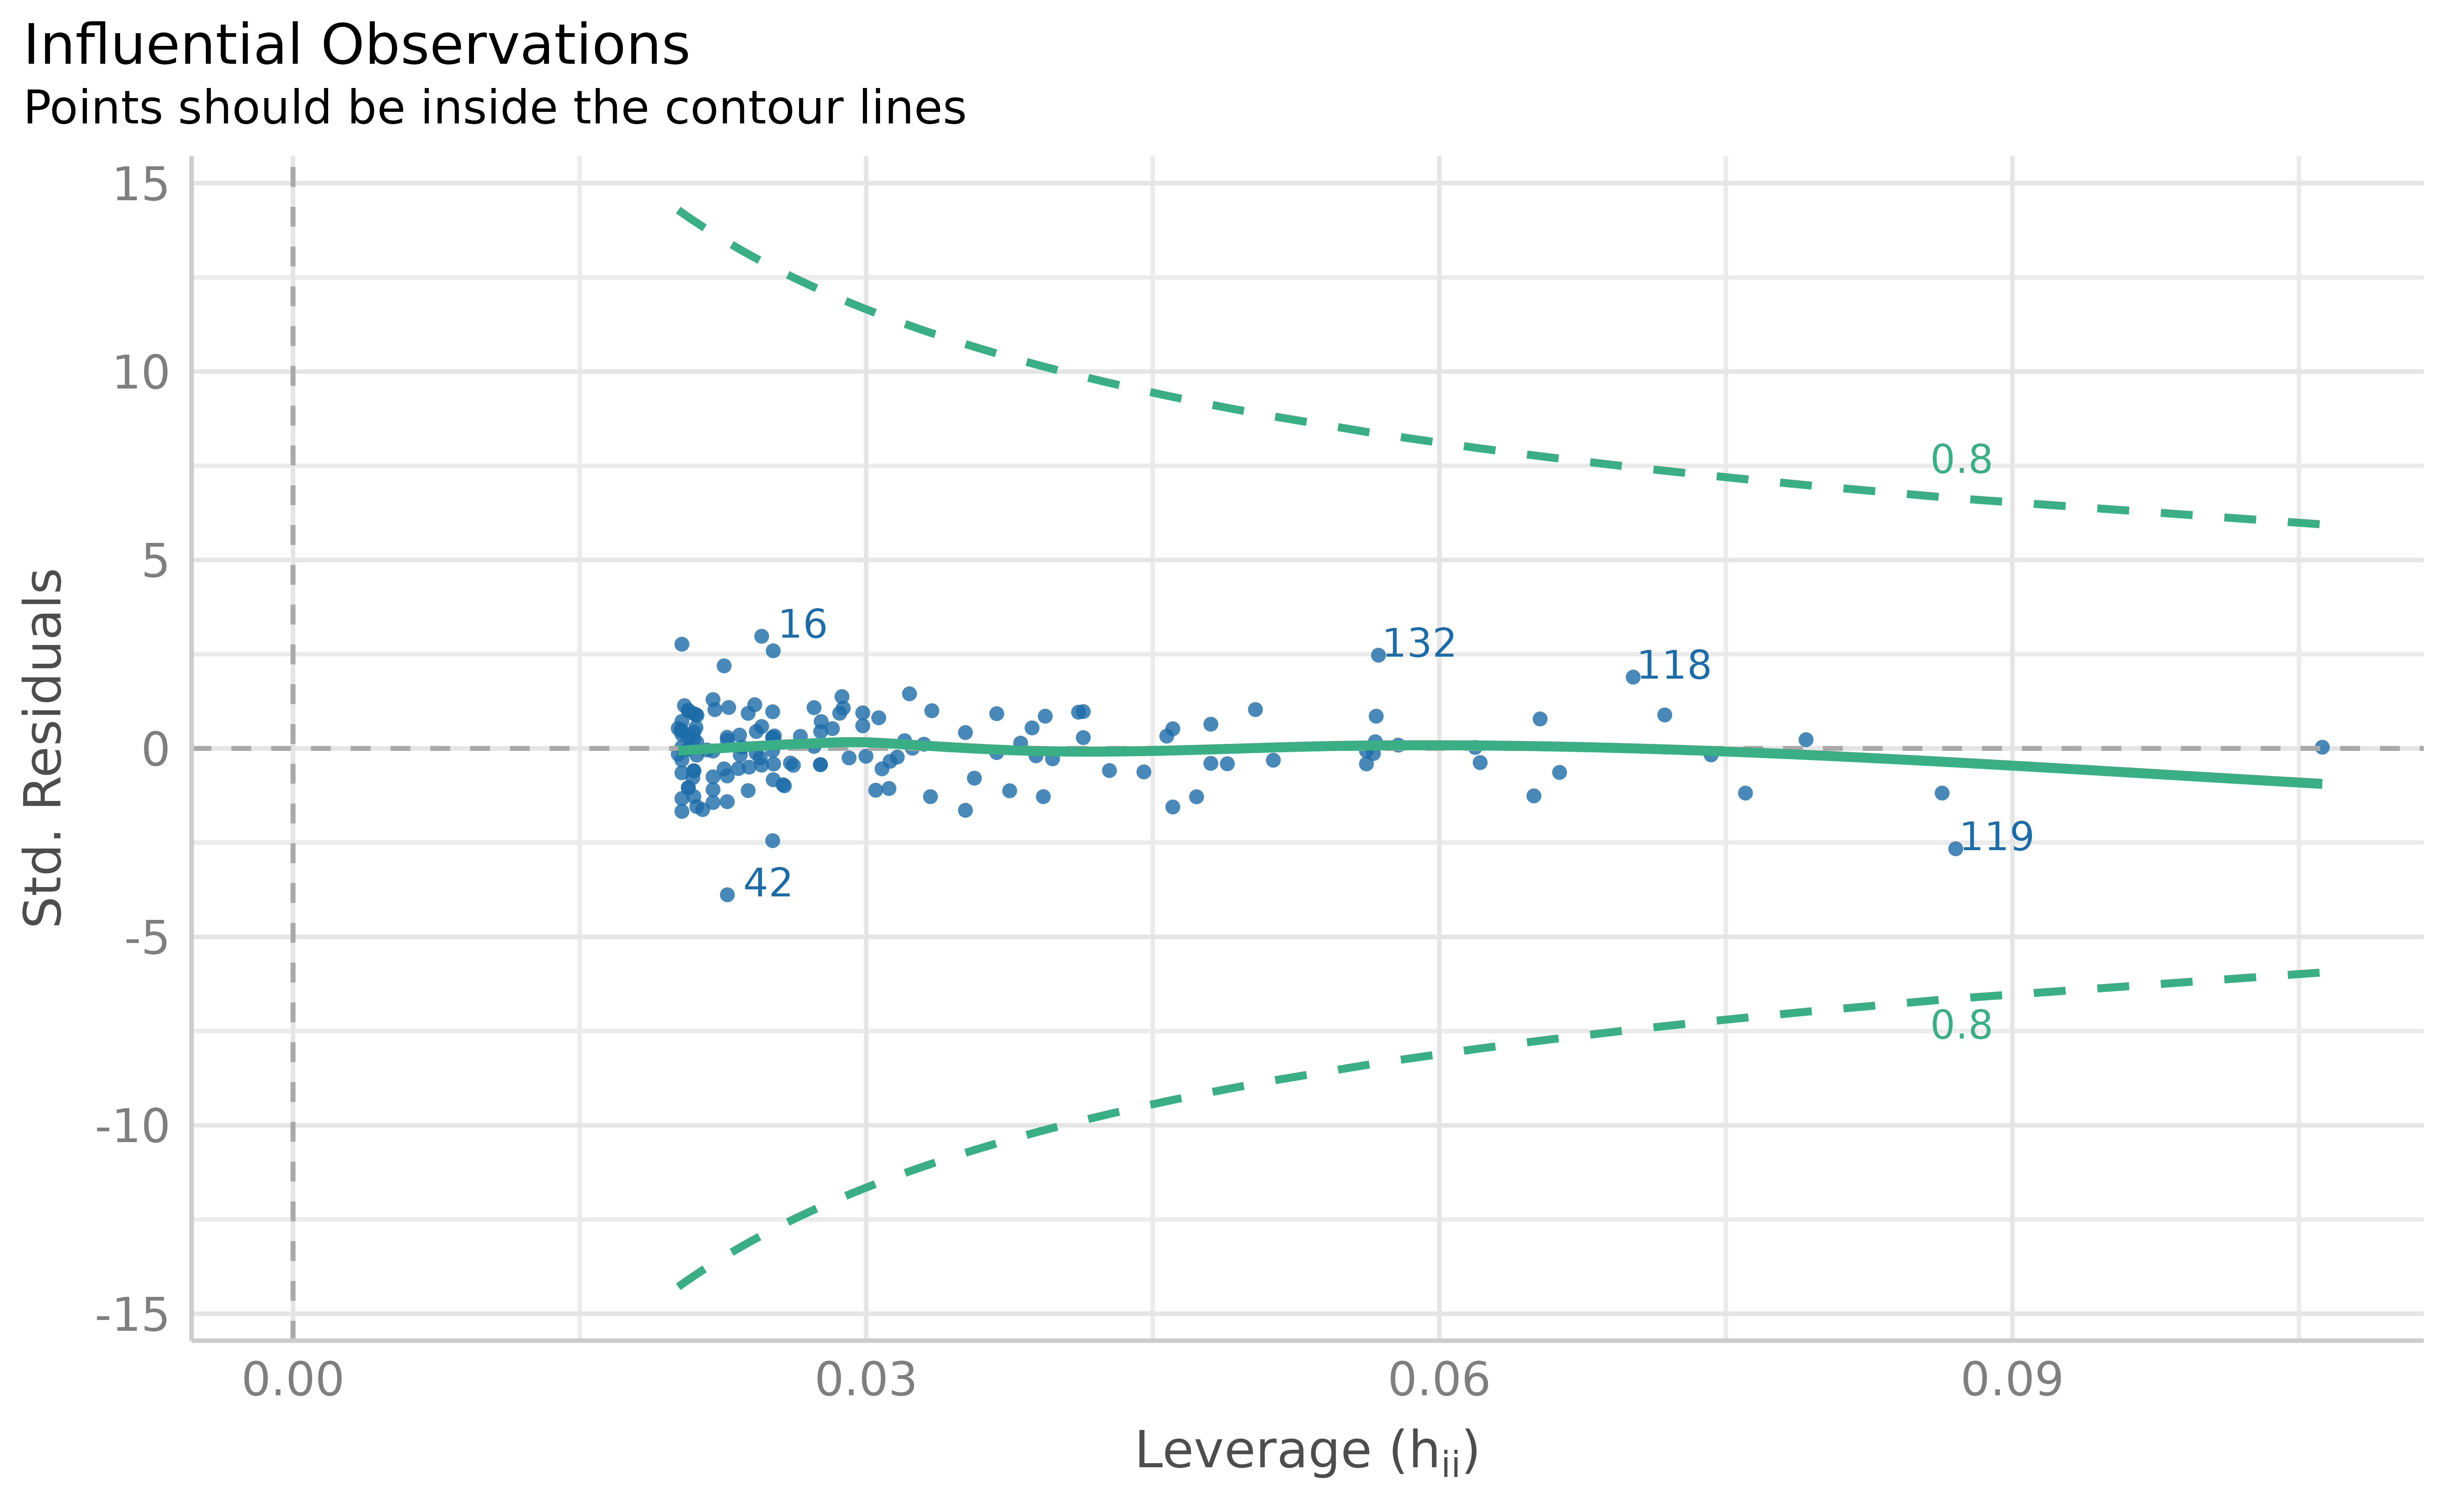 Influential Observations
Points should be inside the contour lines
15
10
5
0
-5
-10
-15
Std. Residuals
0.8
16
132
118
119
42
0.8
0.00 0.03 0.06 0.09
Leverage (hii)